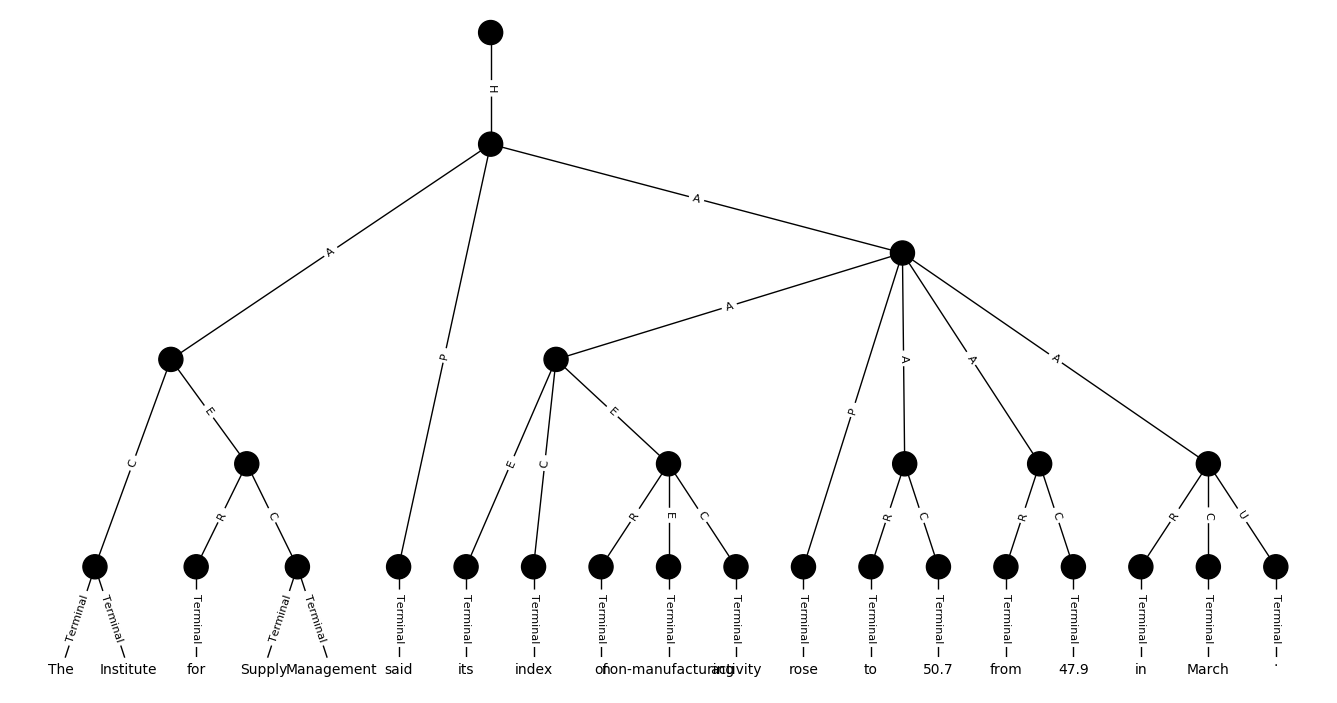 H
A
A
A
P
A
A
A
P
C
E
E
C
E
R
C
R
E
C
R
C
R
C
R
C
U
Terminal Terminal Terminal Terminal Terminal Terminal Terminal Terminal Terminal Terminal Terminal Terminal Terminal Terminal Terminal Terminal Terminal Terminal Terminal
The Institute for Supply Management said its index of non-manufacturing activity rose to 50.7 from 47.9 in March .